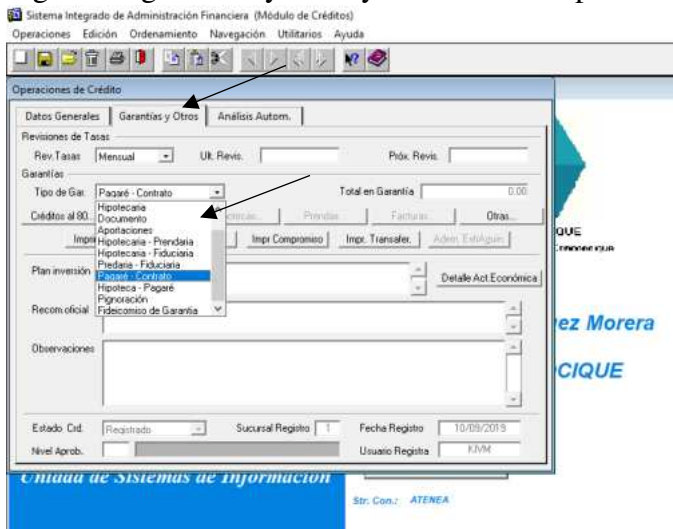 Sistema Integrado de Administración Financiera (Módulo de Créditos)
Operaciones Edición Ordenamiento Navegación Utilitarios Ayuda
Operaciones de Crédito
Datos Generales Garantías y Otros Análisis Autom.
Revisiones de Tasas
Rev.Tasas Mensual Ult. Revis. Próx. Revis.
Garantías
Tipo de Gar. Pagaré - Contrato Total en Garantía 0.00
Hipotecaria
Documento
Aportaciones
Hipotecaria - Prendaria
Hipotecaria - Fiduciaria
Predaria - Fiduciaria
Pagaré - Contrato
Hipoteca - Pagaré
Pignoración
Fideicomiso de Garantía
Créditos al 80... Prendas Facturas... Otras...
Impr Compromiso Impr. Transfer.
Plan inversión Detalle Act.Económica
Recom.oficial
Observaciones
Estado Crd. Registrado Sucursal Registro 1 Fecha Registro 10/09/2019
Nivel Aprob. Usuario Registra KJVM
QUE
ez Morera
CIQUE
Unidad de Sistemas de Información
Str. Con.: ATENEA